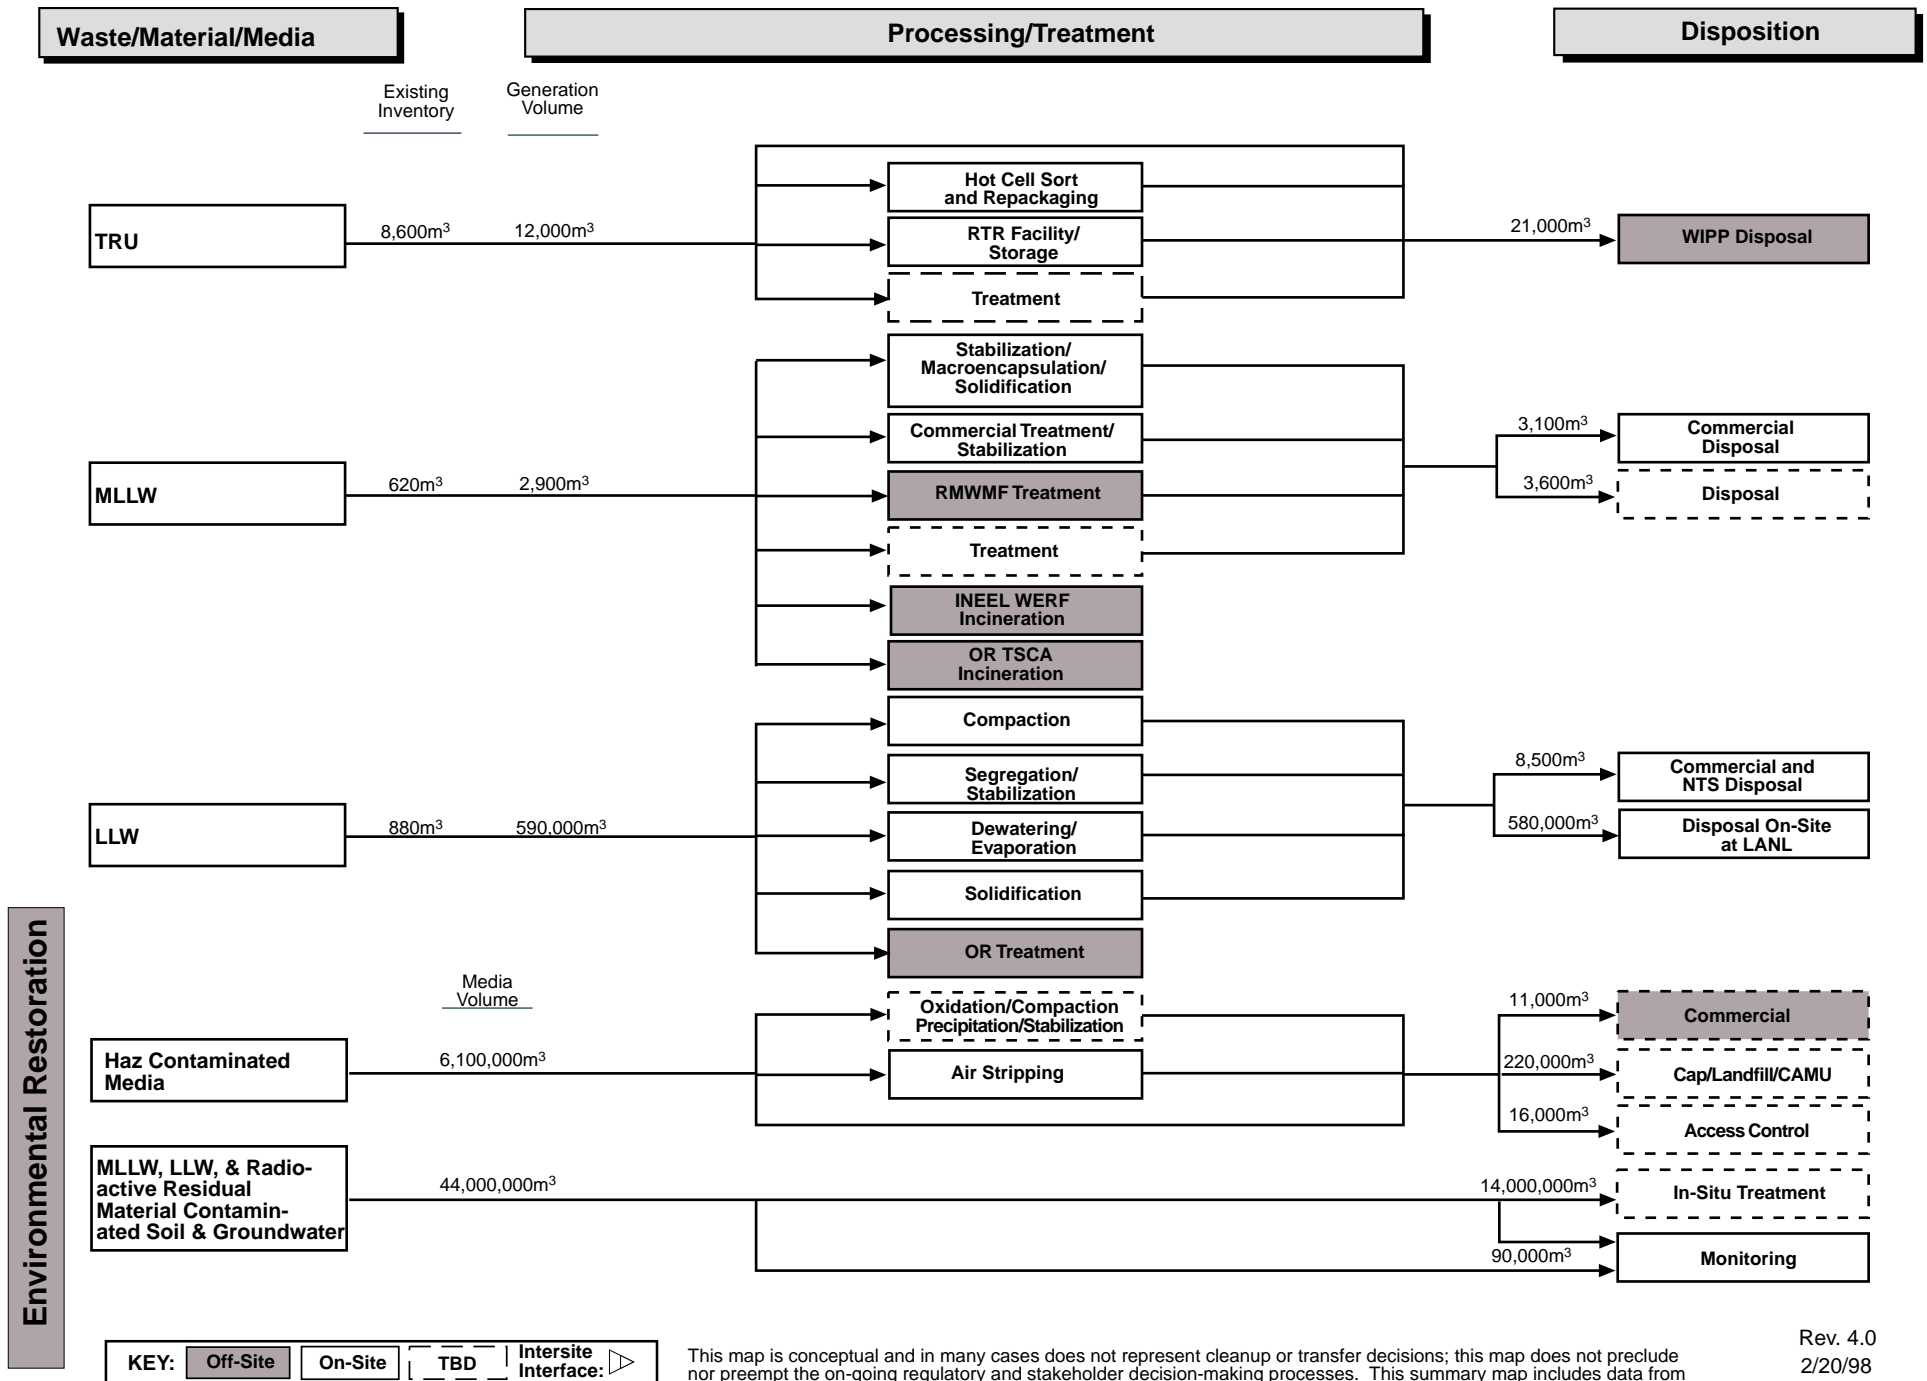 Waste/Material/Media
Processing/Treatment
Disposition
Existing
Inventory
Generation
Volume
TRU
8,600m³
12,000m³
Hot Cell Sort
and Repackaging
RTR Facility/
Storage
Treatment
21,000m³
WIPP Disposal
MLLW
620m³
2,900m³
Stabilization/
Macroencapsulation/
Solidification
Commercial Treatment/
Stabilization
RMWMF Treatment
Treatment
INEEL WERF
Incineration
OR TSCA
Incineration
3,100m³
Commercial
Disposal
3,600m³
Disposal
LLW
880m³
590,000m³
Compaction
Segregation/
Stabilization
Dewatering/
Evaporation
Solidification
OR Treatment
8,500m³
Commercial and
NTS Disposal
580,000m³
Disposal On-Site
at LANL
Environmental Restoration
Media
Volume
Haz Contaminated
Media
6,100,000m³
Oxidation/Compaction
Precipitation/Stabilization
Air Stripping
11,000m³
Commercial
220,000m³
Cap/Landfill/CAMU
16,000m³
Access Control
MLLW, LLW, & Radio-
active Residual
Material Contamin-
ated Soil & Groundwater
44,000,000m³
14,000,000m³
In-Situ Treatment
90,000m³
Monitoring
KEY:
Off-Site
On-Site
TBD
Intersite
Interface:
This map is conceptual and in many cases does not represent cleanup or transfer decisions; this map does not preclude
nor preempt the on-going regulatory and stakeholder decision-making processes. This summary map includes data from
Rev. 4.0
2/20/98